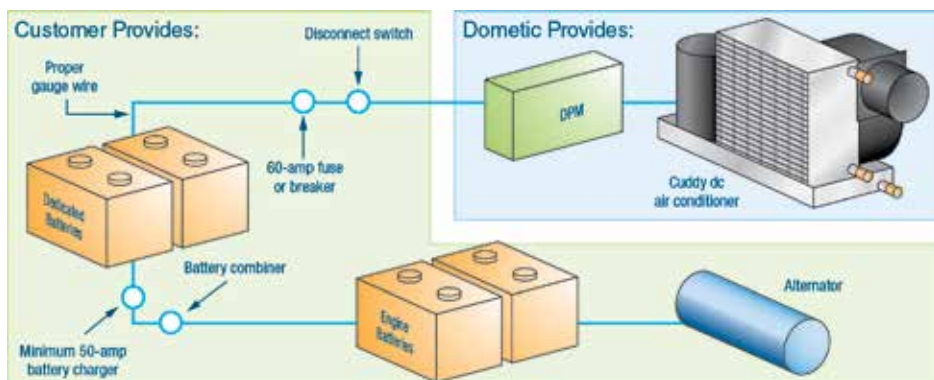 Customer Provides:
Disconnect switch
Dometic Provides:
Proper
gauge wire
DPM
60-amp fuse
or breaker
Cuddy dc
air conditioner
Dedicated
Batteries
Battery combiner
Alternator
Engine
Batteries
Minimum 50-amp
battery charger